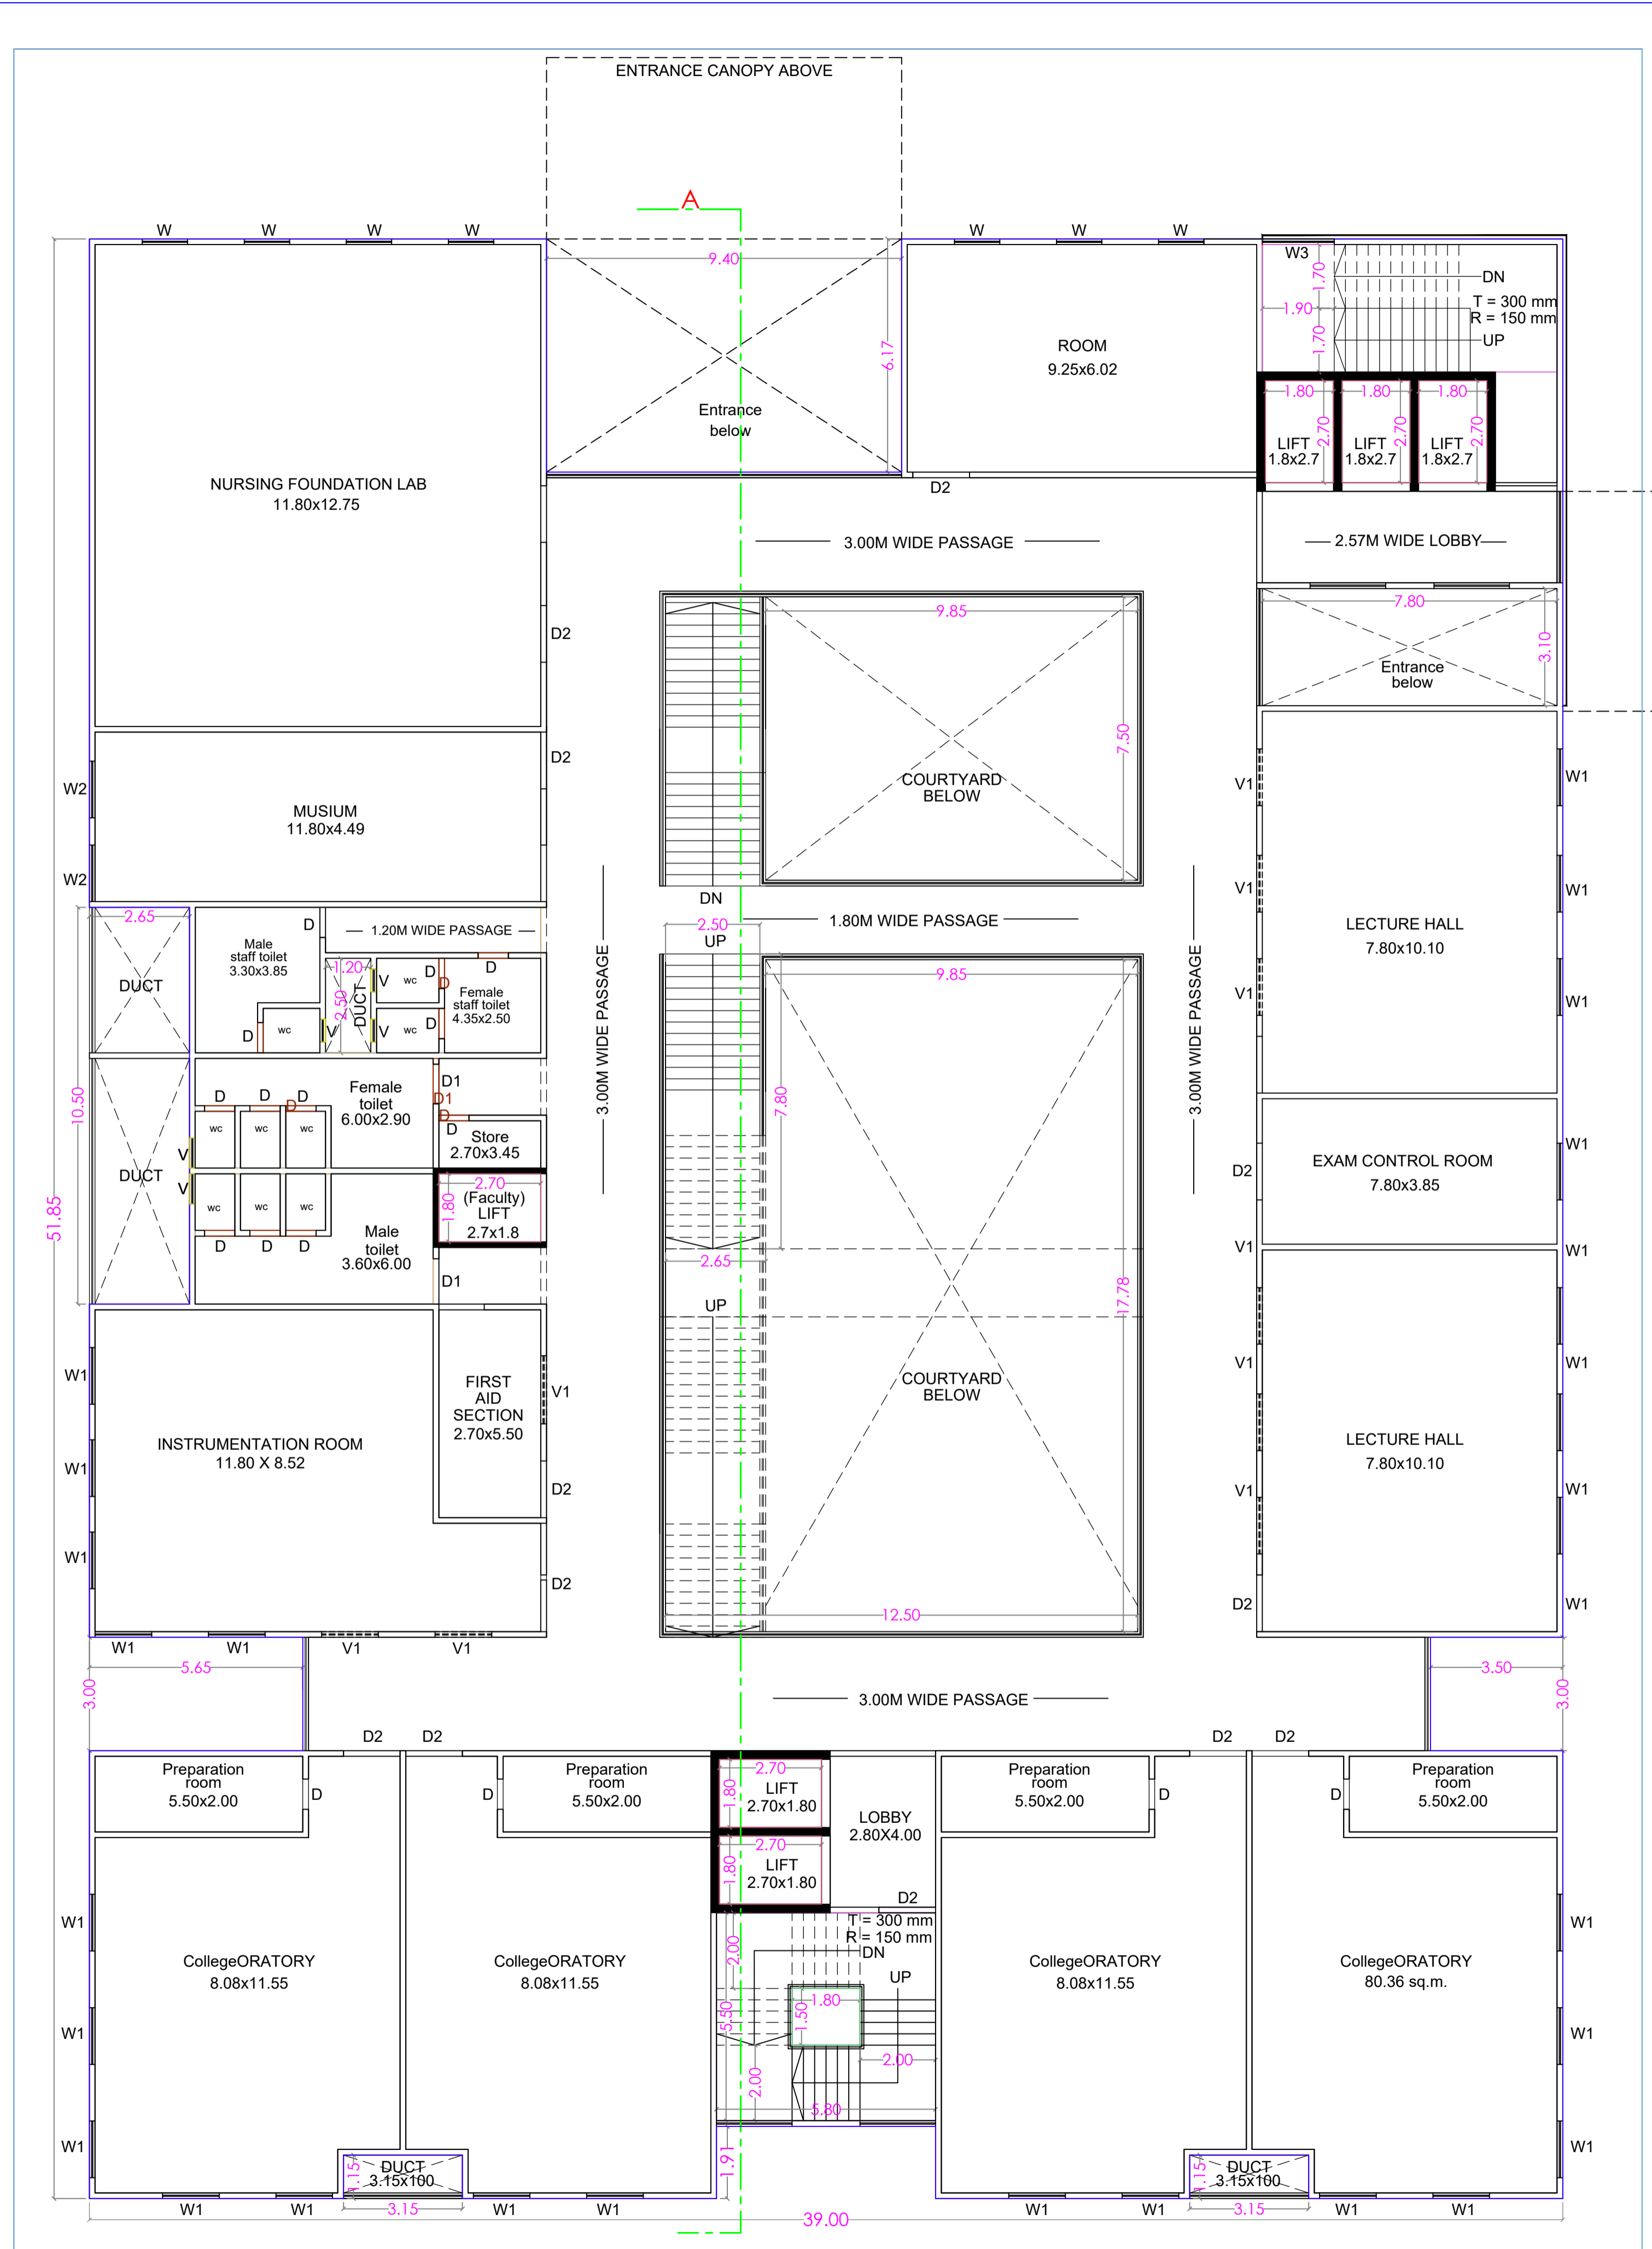 ENTRANCE CANOPY ABOVE
A
W
W
W
W
9.40
W
W
W
W3
1.70
DN
T = 300 mm
1.90
R = 150 mm
1.70
UP
6.17
ROOM
9.25x6.02
Entrance
below
1.80
1.80
1.80
2.70
2.70
2.70
LIFT
1.8x2.7
LIFT
1.8x2.7
LIFT
1.8x2.7
NURSING FOUNDATION LAB
11.80x12.75
D2
3.00M WIDE PASSAGE
2.57M WIDE LOBBY
9.85
7.80
3.10
D2
Entrance
below
7.50
D2
COURTYARD
BELOW
W2
MUSIUM
11.80x4.49
V1
W1
W2
V1
W1
DN
2.65
D
1.20M WIDE PASSAGE
2.50
1.80M WIDE PASSAGE
LECTURE HALL
7.80x10.10
UP
Male
staff toilet
3.30x3.85
1.20
D
D
9.85
DUCT
2.50
DUCT
V
wc
D
Female
staff toilet
4.35x2.50
V1
W1
D
wc
V
V
wc
D
3.00M WIDE PASSAGE
3.00M WIDE PASSAGE
10.50
51.85
Female
toilet
6.00x2.90
D1
D1
D
D
D
D
D
D
wc
wc
wc
Store
2.70x3.45
7.80
V
V
DUCT
W1
EXAM CONTROL ROOM
7.80x3.85
D2
2.70
1.80
(Faculty)
LIFT
2.7x1.8
wc
wc
wc
D
D
D
Male
toilet
3.60x6.00
D1
V1
W1
2.65
17.78
UP
W1
FIRST
AID
SECTION
2.70x5.50
V1
COURTYARD
BELOW
V1
W1
INSTRUMENTATION ROOM
11.80 X 8.52
LECTURE HALL
7.80x10.10
W1
D2
V1
W1
W1
D2
D2
W1
12.50
W1
W1
V1
V1
5.65
3.00
3.50
3.00
3.00M WIDE PASSAGE
D2
D2
D2
D2
Preparation
room
5.50x2.00
D
D
Preparation
room
5.50x2.00
2.70
1.80
LIFT
2.70x1.80
LOBBY
2.80X4.00
Preparation
room
5.50x2.00
D
D
Preparation
room
5.50x2.00
2.70
1.80
LIFT
2.70x1.80
D2
W1
T = 300 mm
R = 150 mm
DN
2.00
W1
CollegeORATORY
8.08x11.55
CollegeORATORY
8.08x11.55
UP
CollegeORATORY
8.08x11.55
CollegeORATORY
80.36 sq.m.
1.80
1.50
5.50
W1
W1
2.00
2.00
5.80
W1
W1
1.91
DUCT
3.15x100
1.15
DUCT
3.15x100
1.15
W1
W1
3.15
W1
W1
39.00
W1
W1
3.15
W1
W1